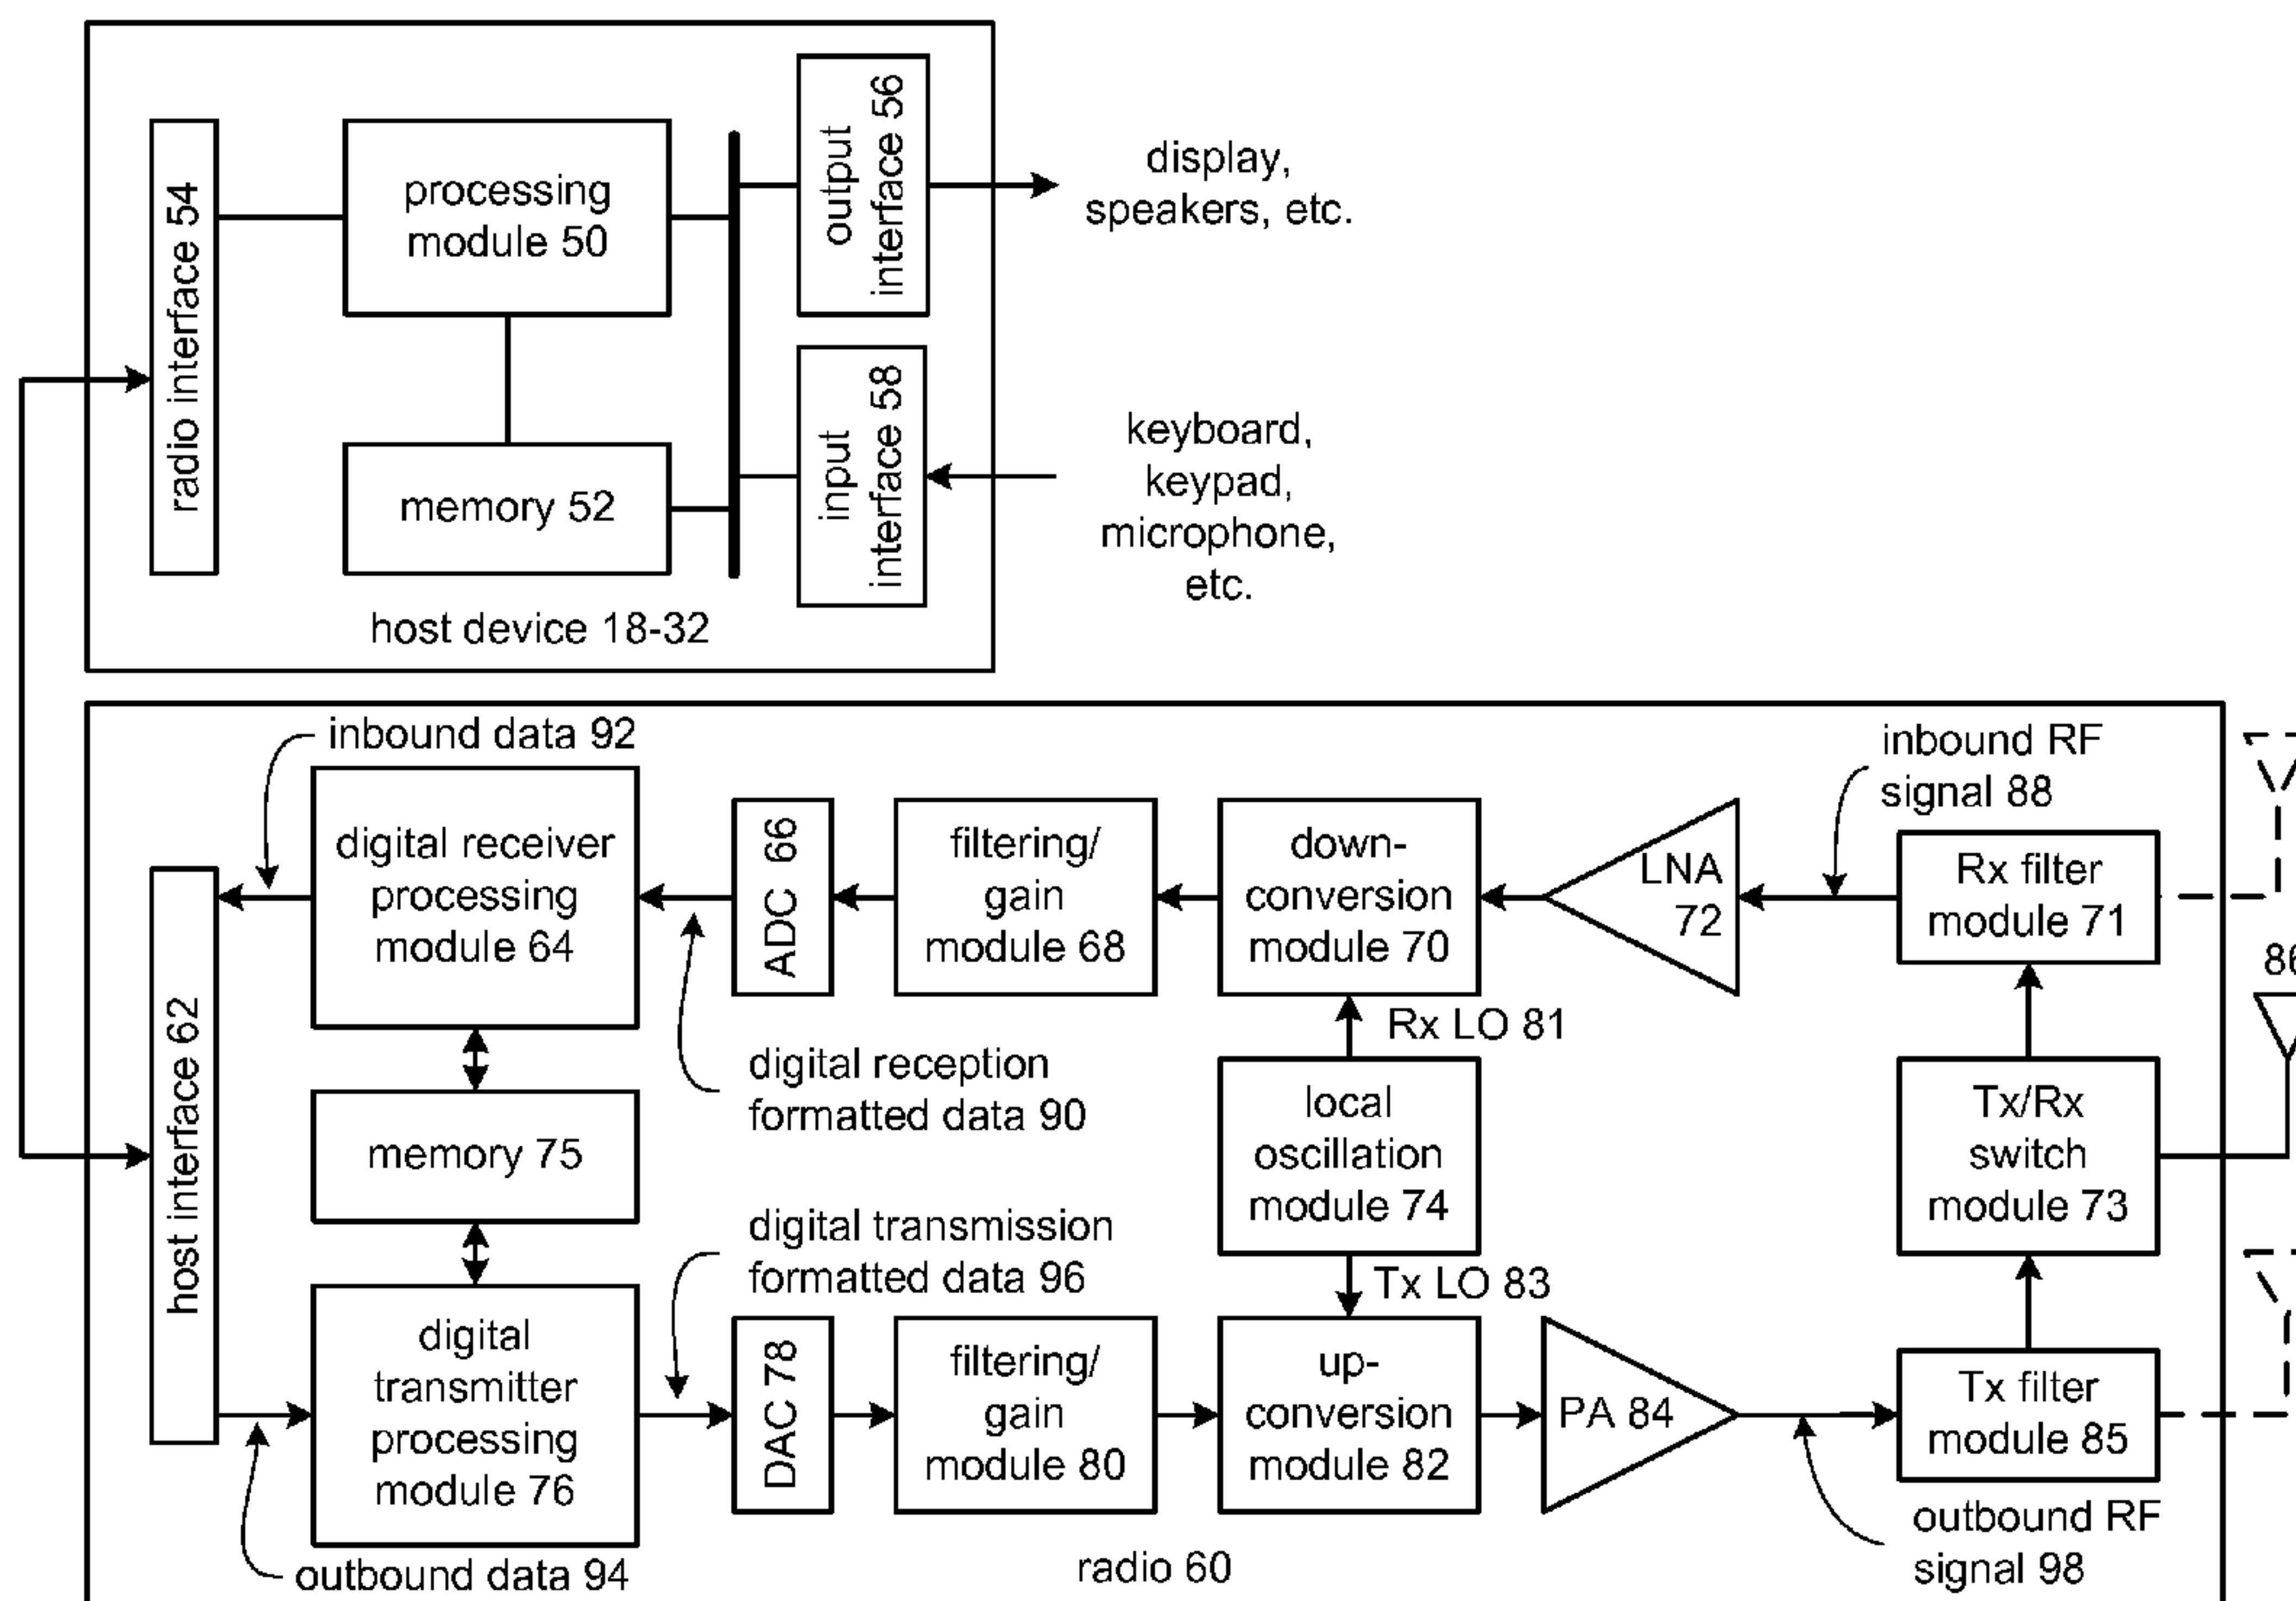 output
interface 56
display,
speakers, etc.
radio interface 54
processing
module 50
input
interface 58
keyboard,
keypad,
microphone,
etc.
memory 52
host device 18-32
inbound data 92
inbound RF
signal 88
digital receiver
processing
module 64
ADC 66
filtering/
gain
module 68
down-
conversion
module 70
LNA
72
Rx filter
module 71
86
host interface 62
Rx LO 81
digital reception
formatted data 90
memory 75
local
oscillation
module 74
Tx/Rx
switch
module 73
digital transmission
formatted data 96
Tx LO 83
digital
transmitter
processing
module 76
DAC 78
filtering/
gain
module 80
up-
conversion
module 82
PA 84
Tx filter
module 85
outbound data 94
radio 60
outbound RF
signal 98